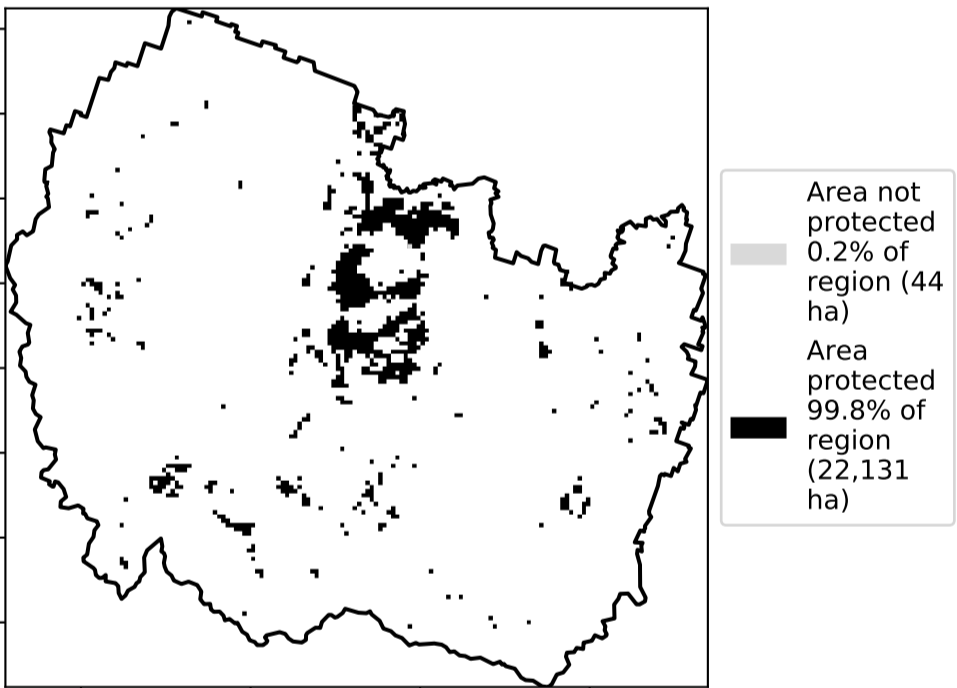 Area not
protected
0.2% of
region (44
ha)
Area
protected
99.8% of
region
(22,131
ha)